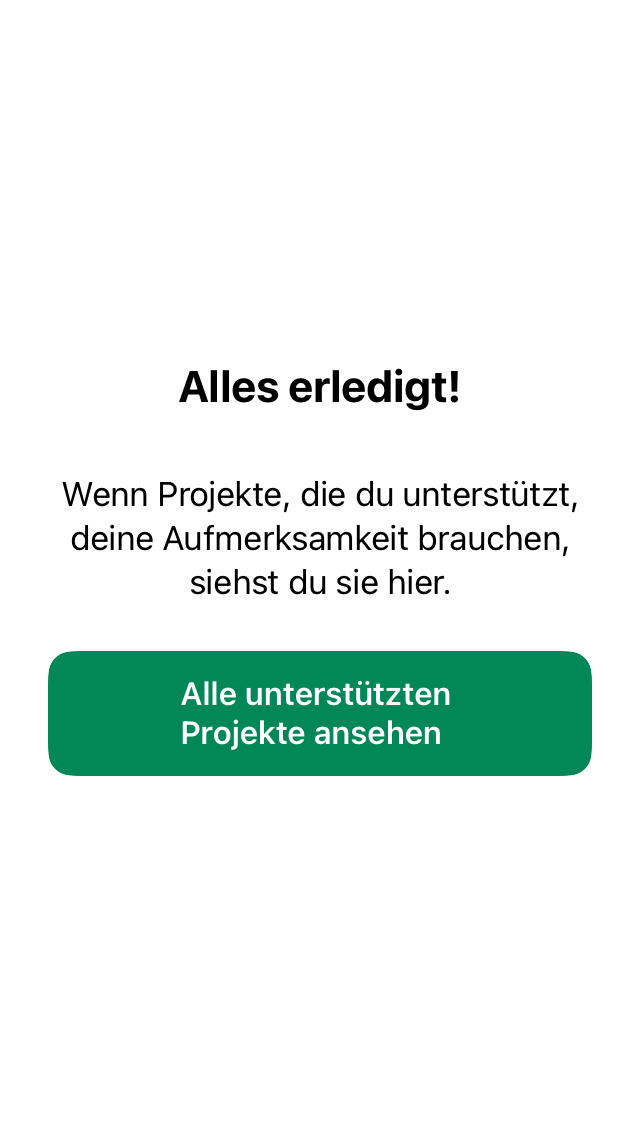 Alles erledigt!
Wenn Projekte, die du unterstützt,
deine Aufmerksamkeit brauchen,
siehst du sie hier.
Alle unterstützten
Projekte ansehen